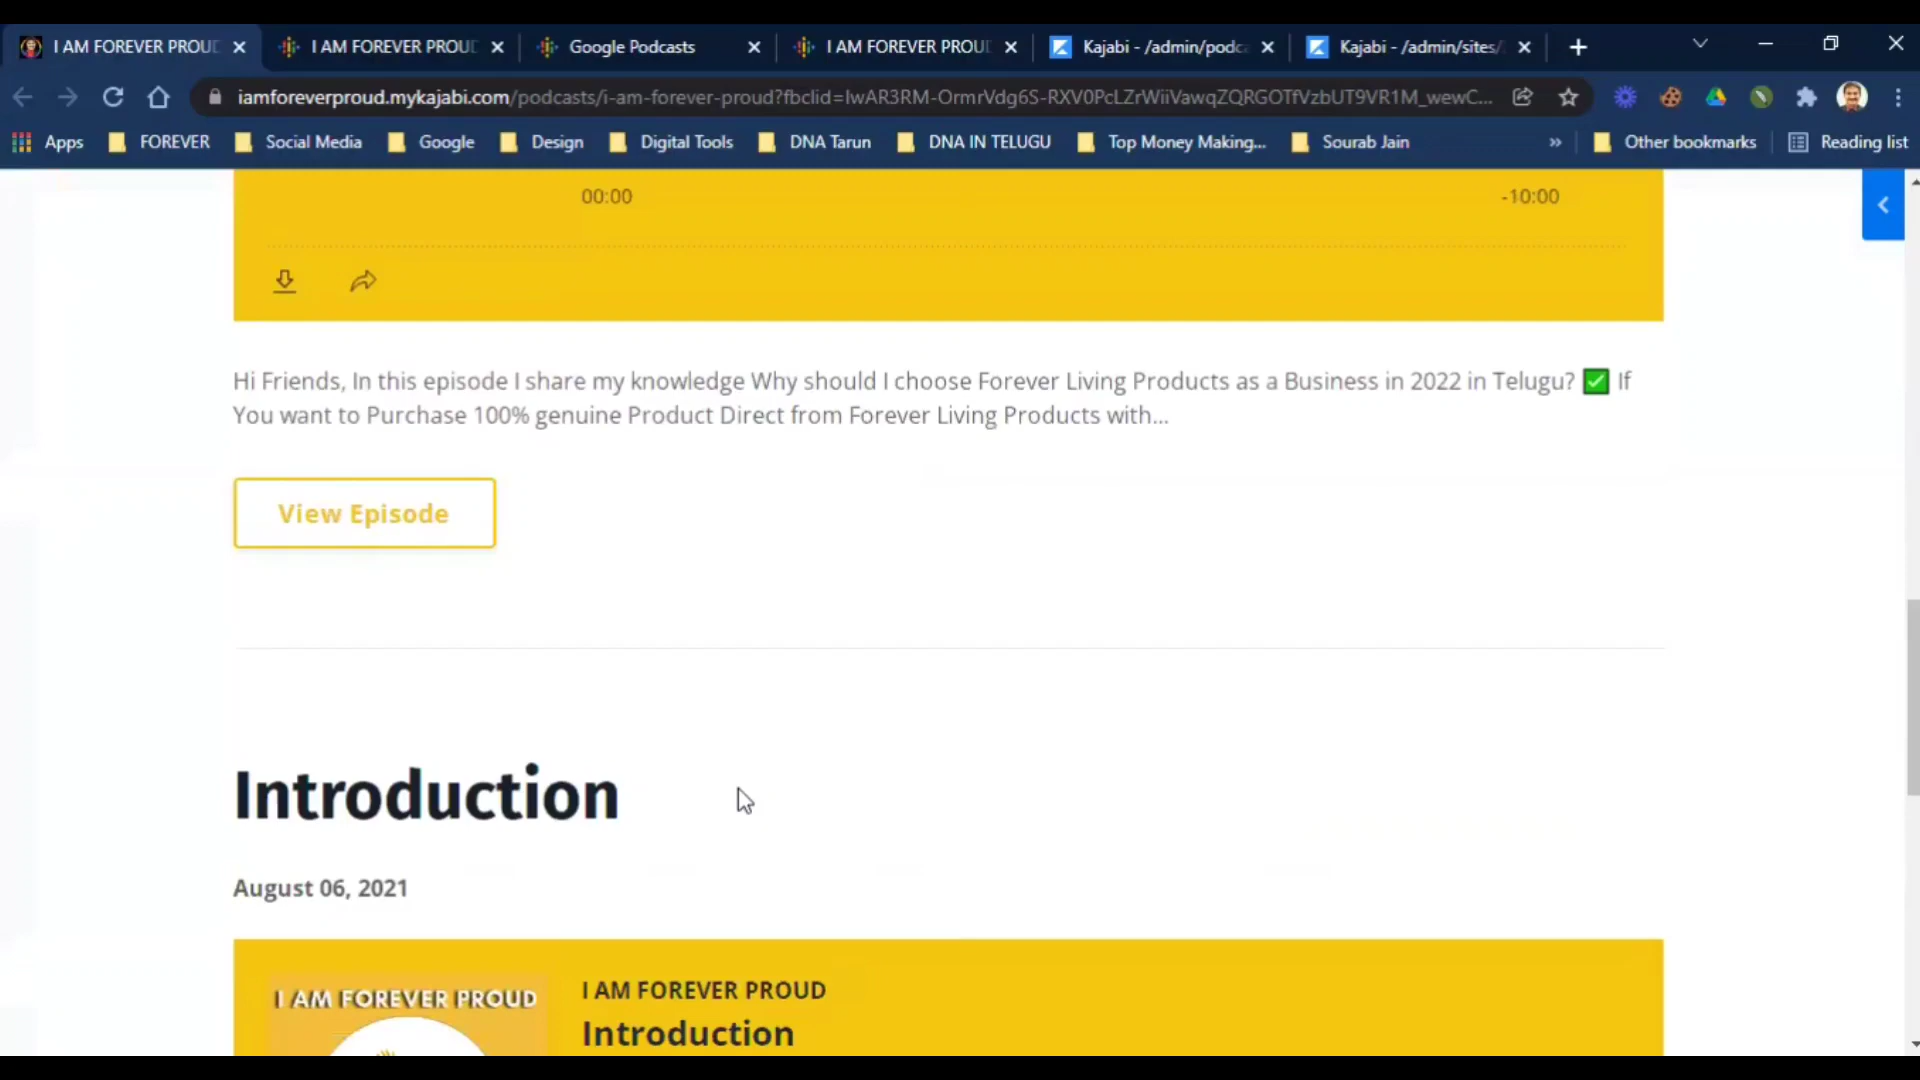 I AM FOREVER PROU
I AM FOREVER PROU
Google Podcasts
I AM FOREVER PROU
Kajabi - /admin/podc
Kajabi - /admin/sites/
iamforeverproud.mykajabi.com/podcasts/i-am-forever-proud?fbclid=IwAR3RM-OrmrVdg6S-RXV0PcLZrWiiVawqZQRGOTfVzbUT9VR1M_wewC...
Apps
FOREVER
Social Media
Google
Design
Digital Tools
DNA Tarun
DNA IN TELUGU
Top Money Making...
Sourab Jain
»
Other bookmarks
Reading list
00:00
-10:00
Hi Friends, In this episode I share my knowledge Why should I choose Forever Living Products as a Business in 2022 in Telugu? ✅ If
You want to Purchase 100% genuine Product Direct from Forever Living Products with...
View Episode
Introduction
August 06, 2021
I AM FOREVER PROUD
I AM FOREVER PROUD
Introduction